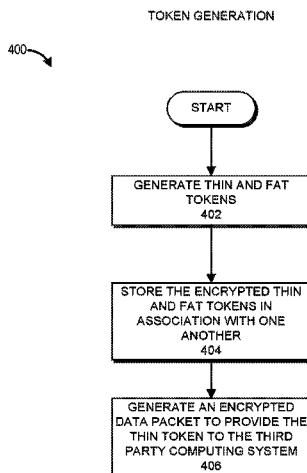 TOKEN GENERATION
400
START
GENERATE THIN AND FAT
TOKENS
402
STORE THE ENCRYPTED THIN
AND FAT TOKENS IN
ASSOCIATION WITH ONE
ANOTHER
404
GENERATE AN ENCRYPTED
DATA PACKET TO PROVIDE THE
THIN TOKEN TO THE THIRD
PARTY COMPUTING SYSTEM
406